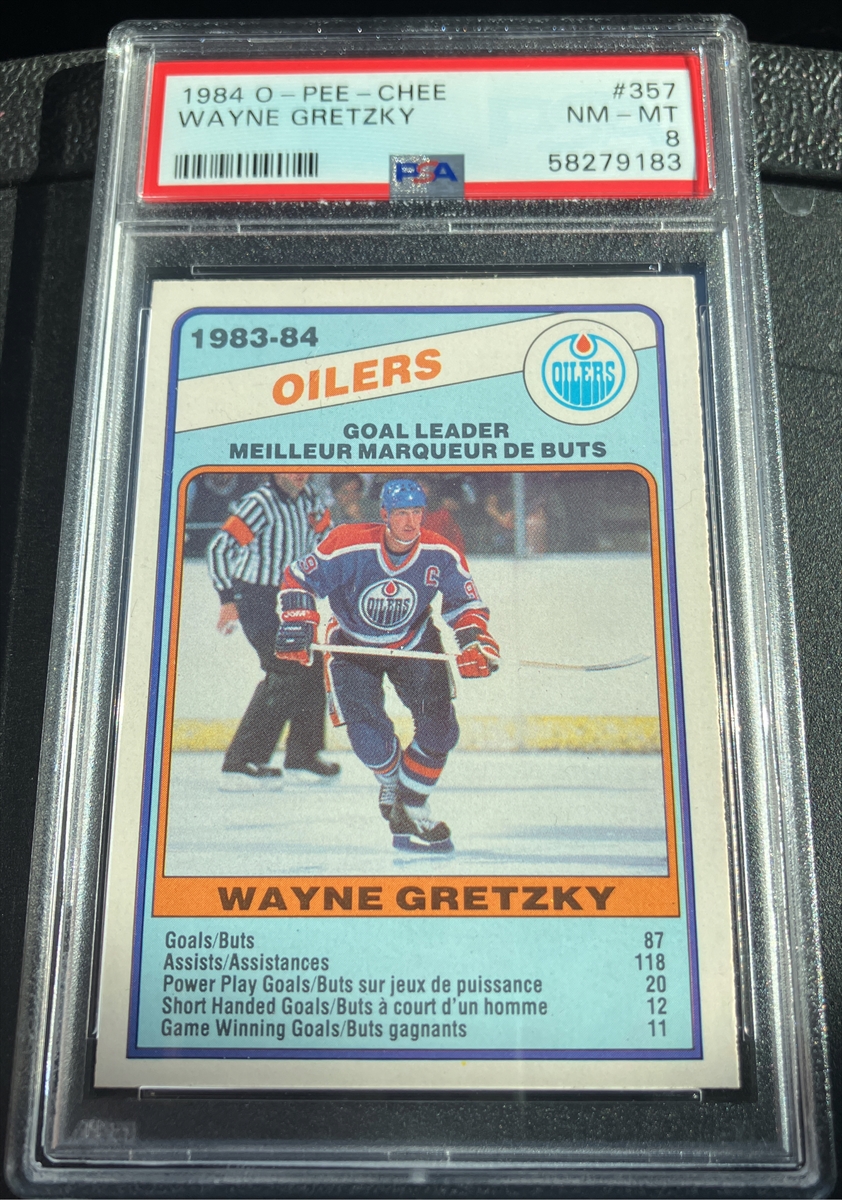 1984 O-PEE-CHEE #357
WAYNE GRETZKY NM-MT
8
PSA 58279183
1983-84
OILERS
OILERS
GOAL LEADER
MEILLEUR MARQUEUR DE BUTS
C
OILERS
WAYNE GRETZKY
Goals/Buts 87
Assists/Assistances 118
Power Play Goals/Buts sur jeux de puissance 20
Short Handed Goals/Buts à court d'un homme 12
Game Winning Goals/Buts gagnants 11